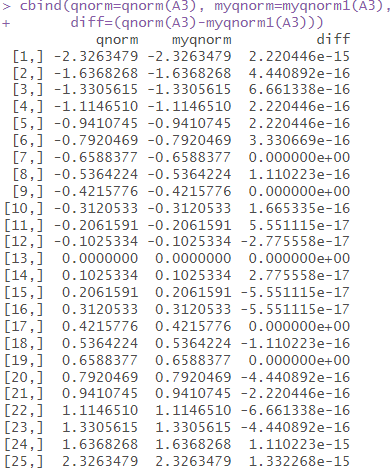 > cbind(qnorm=qnorm(A3), myqnorm=myqnorm1(A3),
+ diff=(qnorm(A3)-myqnorm1(A3)))
qnorm myqnorm diff
[1,] -2.3263479 -2.3263479 2.220446e-15
[2,] -1.6368268 -1.6368268 4.440892e-16
[3,] -1.3305615 -1.3305615 6.661338e-16
[4,] -1.1146510 -1.1146510 2.220446e-16
[5,] -0.9410745 -0.9410745 2.220446e-16
[6,] -0.7920469 -0.7920469 3.330669e-16
[7,] -0.6588377 -0.6588377 0.000000e+00
[8,] -0.5364224 -0.5364224 1.110223e-16
[9,] -0.4215776 -0.4215776 0.000000e+00
[10,] -0.3120533 -0.3120533 1.665335e-16
[11,] -0.2061591 -0.2061591 5.551115e-17
[12,] -0.1025334 -0.1025334 -2.775558e-17
[13,] 0.0000000 0.0000000 0.000000e+00
[14,] 0.1025334 0.1025334 2.775558e-17
[15,] 0.2061591 0.2061591 -5.551115e-17
[16,] 0.3120533 0.3120533 -5.551115e-17
[17,] 0.4215776 0.4215776 0.000000e+00
[18,] 0.5364224 0.5364224 -1.110223e-16
[19,] 0.6588377 0.6588377 0.000000e+00
[20,] 0.7920469 0.7920469 -4.440892e-16
[21,] 0.9410745 0.9410745 -2.220446e-16
[22,] 1.1146510 1.1146510 -6.661338e-16
[23,] 1.3305615 1.3305615 -4.440892e-16
[24,] 1.6368268 1.6368268 1.110223e-15
[25,] 2.3263479 2.3263479 1.332268e-15